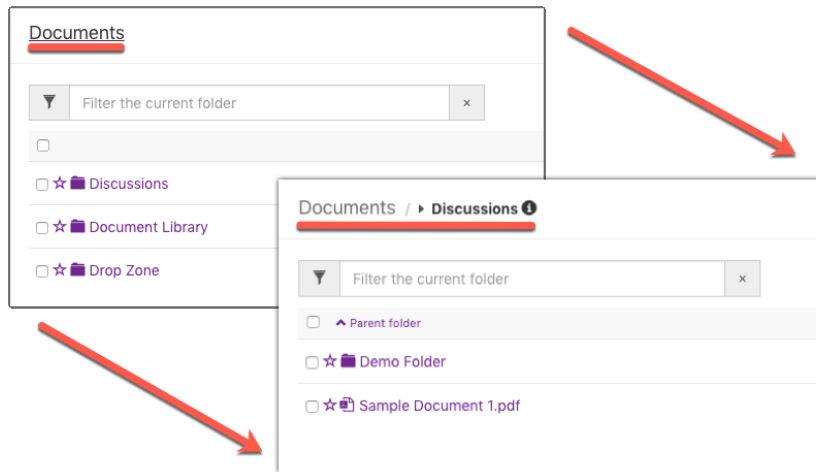 Documents
Filter the current folder ×
Discussions
Document Library
Drop Zone
Documents / ▸ Discussions
Filter the current folder ×
Parent folder
Demo Folder
Sample Document 1.pdf